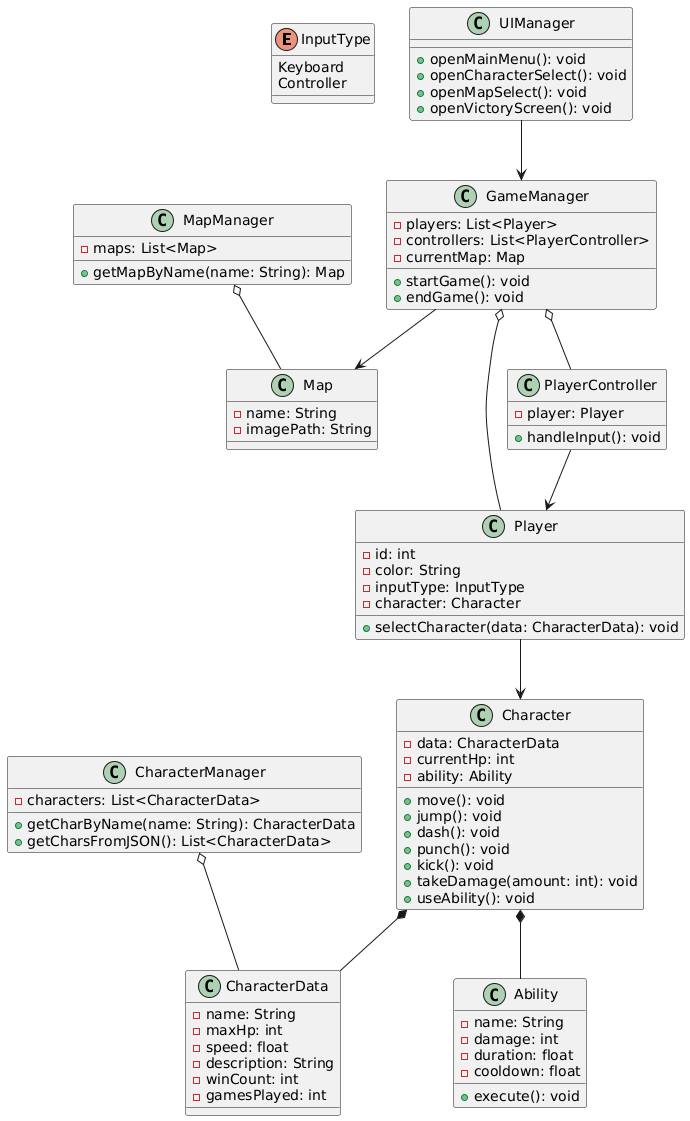 E InputType
Keyboard
Controller
C UIManager
openMainMenu(): void
openCharacterSelect(): void
openMapSelect(): void
openVictoryScreen(): void
C MapManager
maps: List<Map>
getMapByName(name: String): Map
C GameManager
players: List<Player>
controllers: List<PlayerController>
currentMap: Map
startGame(): void
endGame(): void
C Map
name: String
imagePath: String
C PlayerController
player: Player
handleInput(): void
C Player
id: int
color: String
inputType: InputType
character: Character
selectCharacter(data: CharacterData): void
C Character
data: CharacterData
currentHp: int
ability: Ability
move(): void
jump(): void
dash(): void
punch(): void
kick(): void
takeDamage(amount: int): void
useAbility(): void
C CharacterManager
characters: List<CharacterData>
getCharByName(name: String): CharacterData
getCharsFromJSON(): List<CharacterData>
C CharacterData
name: String
maxHp: int
speed: float
description: String
winCount: int
gamesPlayed: int
C Ability
name: String
damage: int
duration: float
cooldown: float
execute(): void